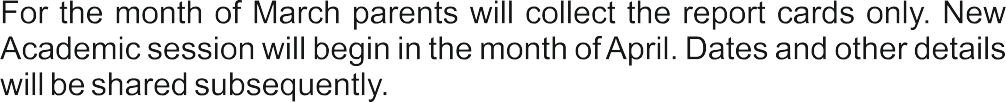 For the month of March parents will collect the report cards only. New
Academic session will begin in the month of April. Dates and other details
will be shared subsequently.